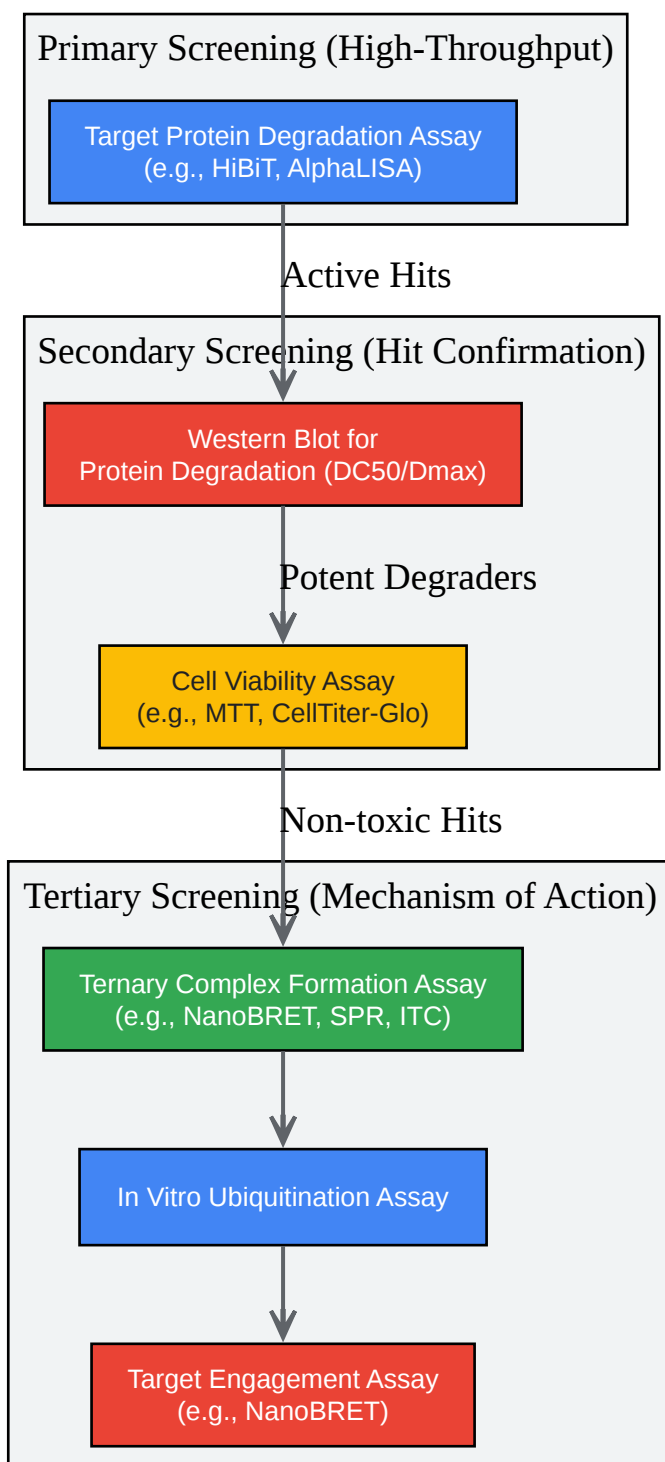 Primary Screening (High-Throughput)
Target Protein Degradation Assay
(e.g., HiBiT, AlphaLISA)
Active Hits
Secondary Screening (Hit Confirmation)
Western Blot for
Protein Degradation (DC50/Dmax)
Potent Degraders
Cell Viability Assay
(e.g., MTT, CellTiter-Glo)
Non-toxic Hits
Tertiary Screening (Mechanism of Action)
Ternary Complex Formation Assay
(e.g., NanoBRET, SPR, ITC)
In Vitro Ubiquitination Assay
Target Engagement Assay
(e.g., NanoBRET)